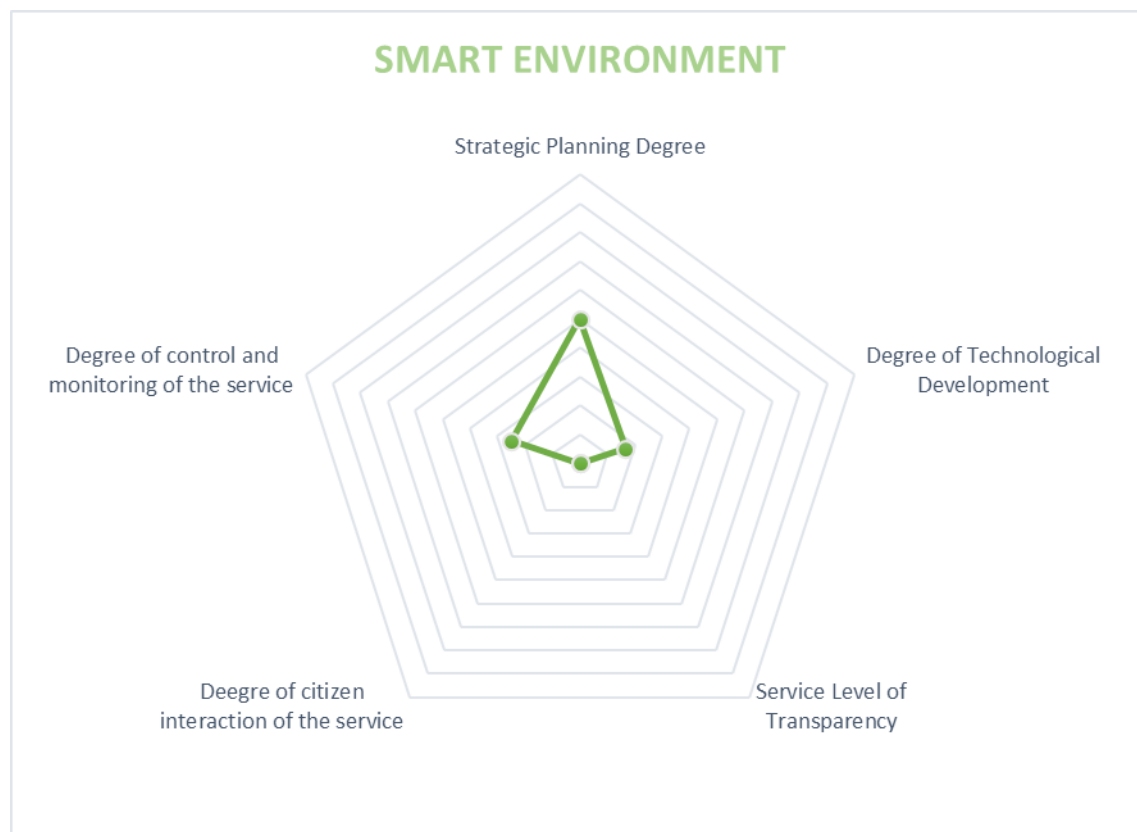 SMART ENVIRONMENT
Strategic Planning Degree
Degree of control and
monitoring of the service
Degree of Technological
Development
Deegre of citizen
interaction of the service
Service Level of
Transparency